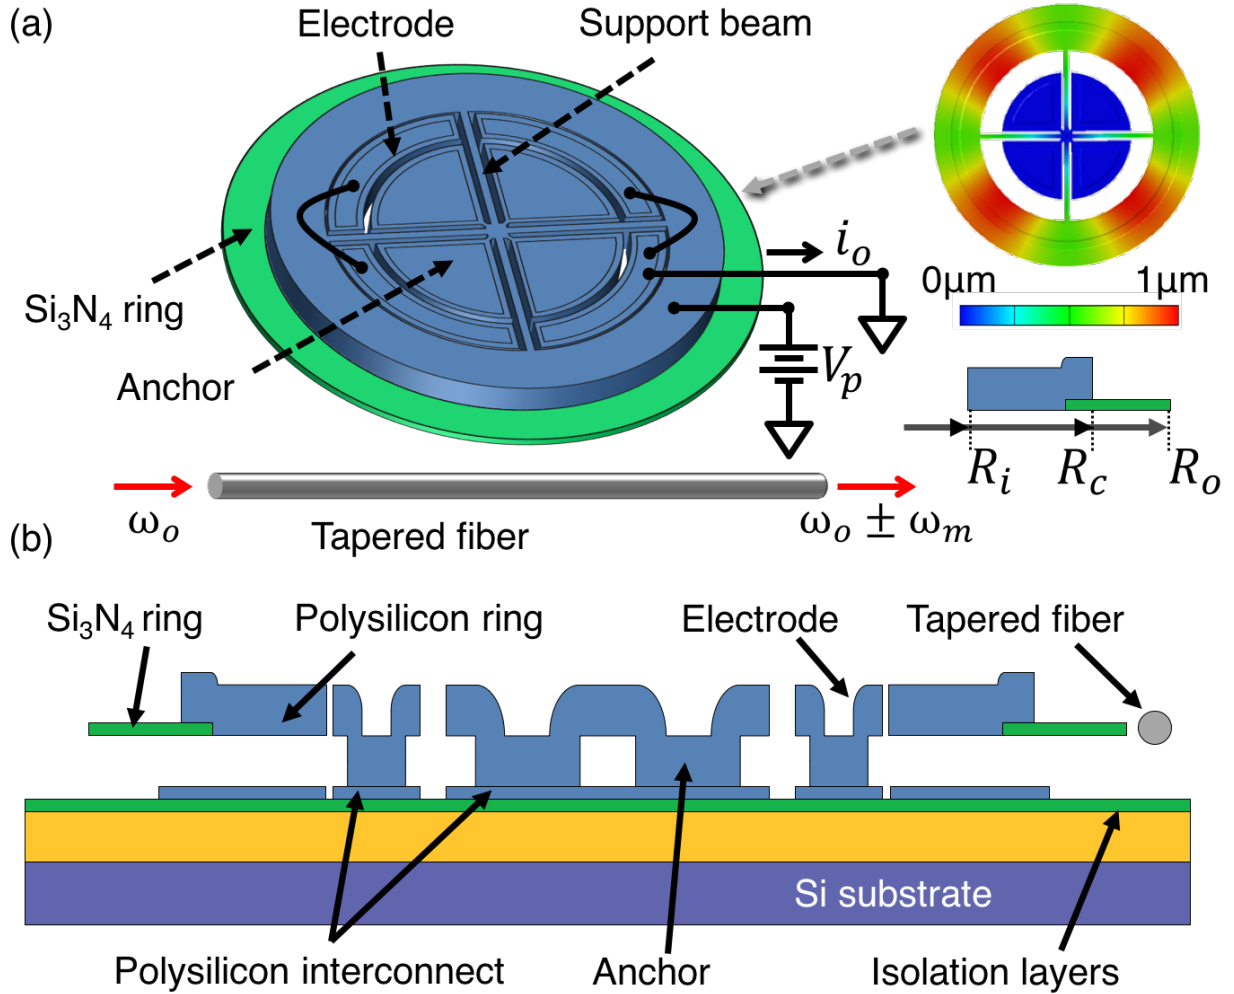 (a)
Electrode
Support beam
0µm
1µm
Si₃N₄ ring
Anchor
iₒ
Vₚ
Rᵢ
R꜀
Rₒ
ωₒ
Tapered fiber
ωₒ ± ωₘ
(b)
Si₃N₄ ring
Polysilicon ring
Electrode
Tapered fiber
Si substrate
Polysilicon interconnect
Anchor
Isolation layers